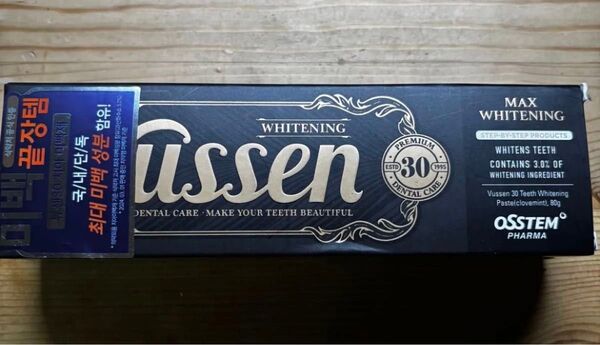 미백
끝장템
국/내/단/독
최대 미백 성분 함유!
WHITENING
Vussen
DENTAL CARE · MAKE YOUR TEETH BEAUTIFUL
PREMIUM
ESTD 30 1995
DENTAL CARE
MAX
WHITENING
STEP-BY-STEP PRODUCTS
WHITENS TEETH
CONTAINS 3.0% OF
WHITENING INGREDIENT
Vussen 30 Teeth Whitening
Paste(clovemint), 80g
OSSTEM
PHARMA